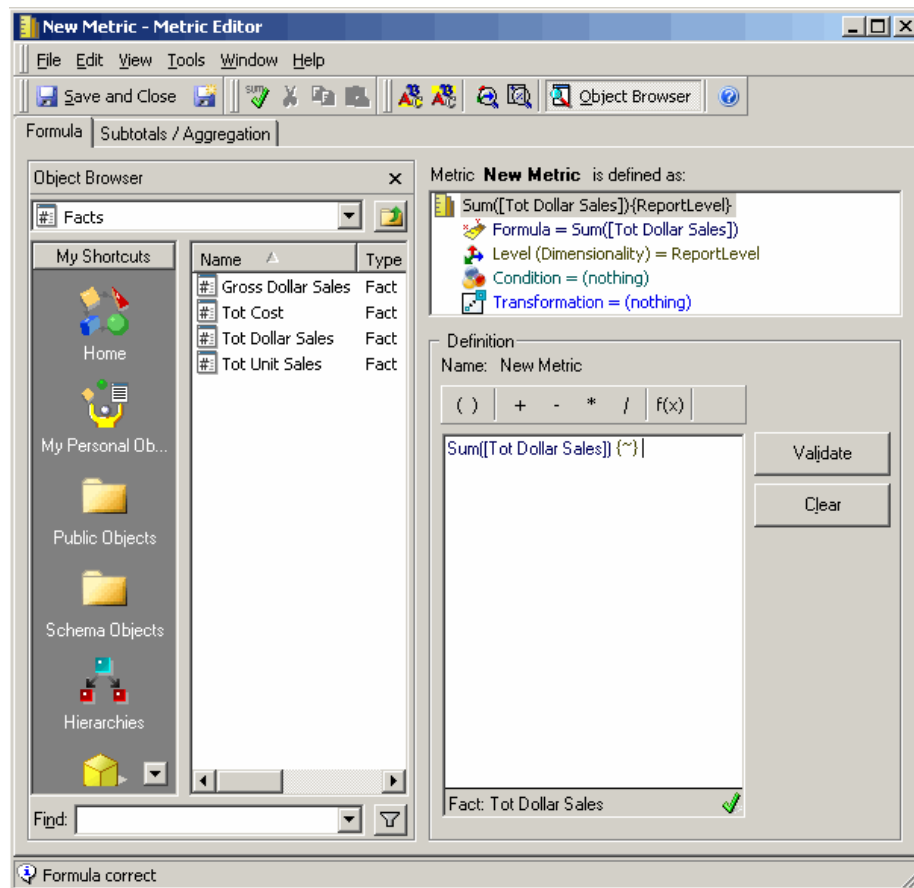 New Metric - Metric Editor
File Edit View Tools Window Help
Save and Close Object Browser
Formula Subtotals / Aggregation
Object Browser
Facts
My Shortcuts
Home
My Personal Ob...
Public Objects
Schema Objects
Hierarchies
Name Type
Gross Dollar Sales Fact
Tot Cost Fact
Tot Dollar Sales Fact
Tot Unit Sales Fact
Find:
Metric New Metric is defined as:
Sum([Tot Dollar Sales]){ReportLevel}
Formula = Sum([Tot Dollar Sales])
Level (Dimensionality) = ReportLevel
Condition = (nothing)
Transformation = (nothing)
Definition
Name: New Metric
( ) + - * / f(x)
Sum([Tot Dollar Sales]) {~}
Validate
Clear
Fact: Tot Dollar Sales
Formula correct